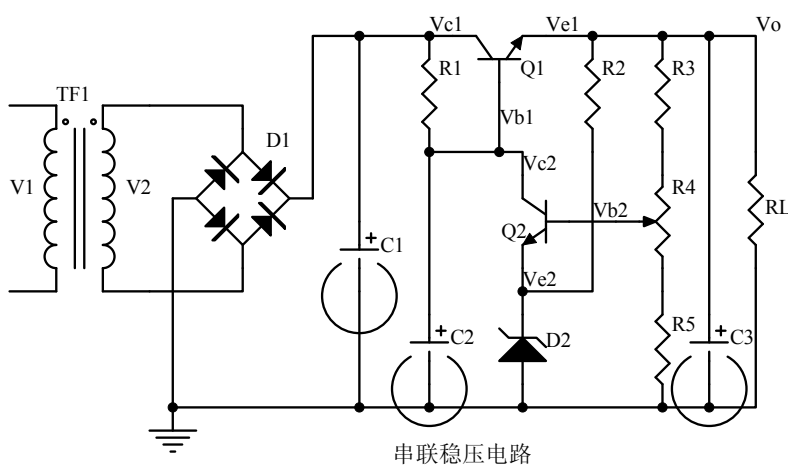 Vc1
Ve1
Vo
R1
Q1
R2
R3
TF1
Vb1
D1
Vc2
V1
V2
R4
Vb2
RL
Q2
+
C1
Ve2
+
C2
D2
R5
+
C3
串联稳压电路